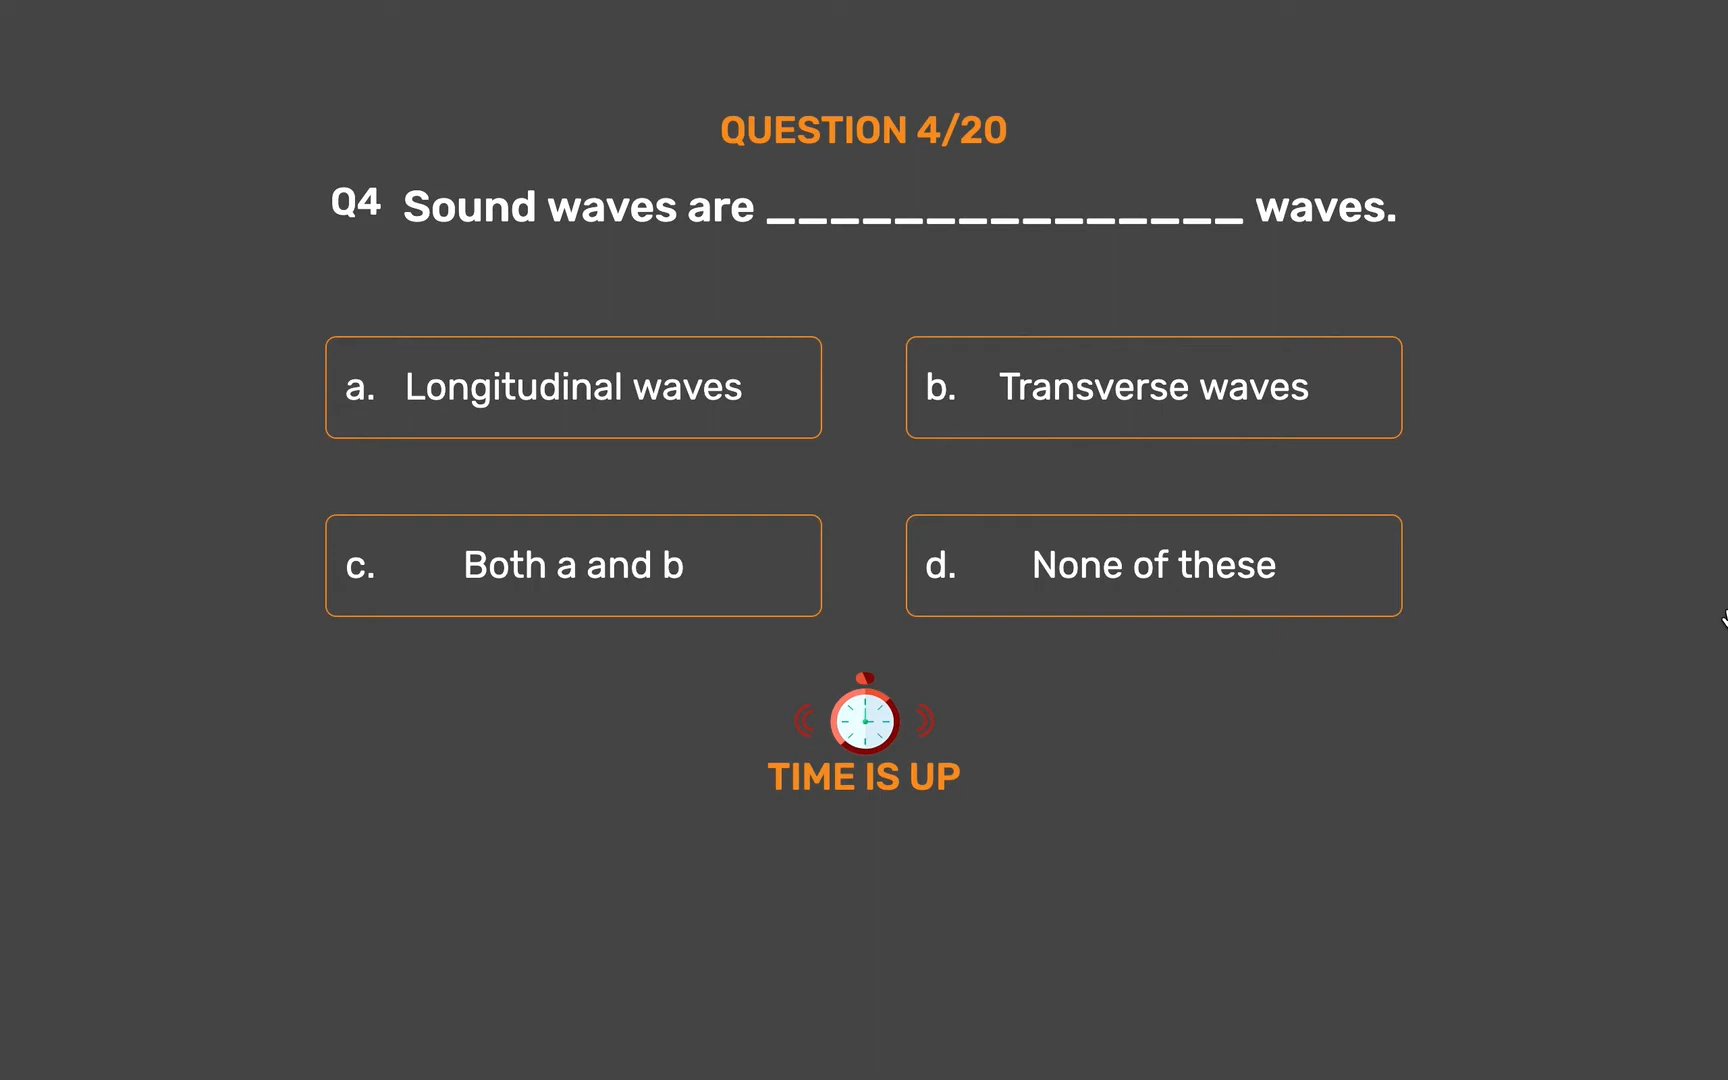 QUESTION 4/20
Q4 Sound waves are _______________ waves.
a. Longitudinal waves
b. Transverse waves
c. Both a and b
d. None of these
TIME IS UP